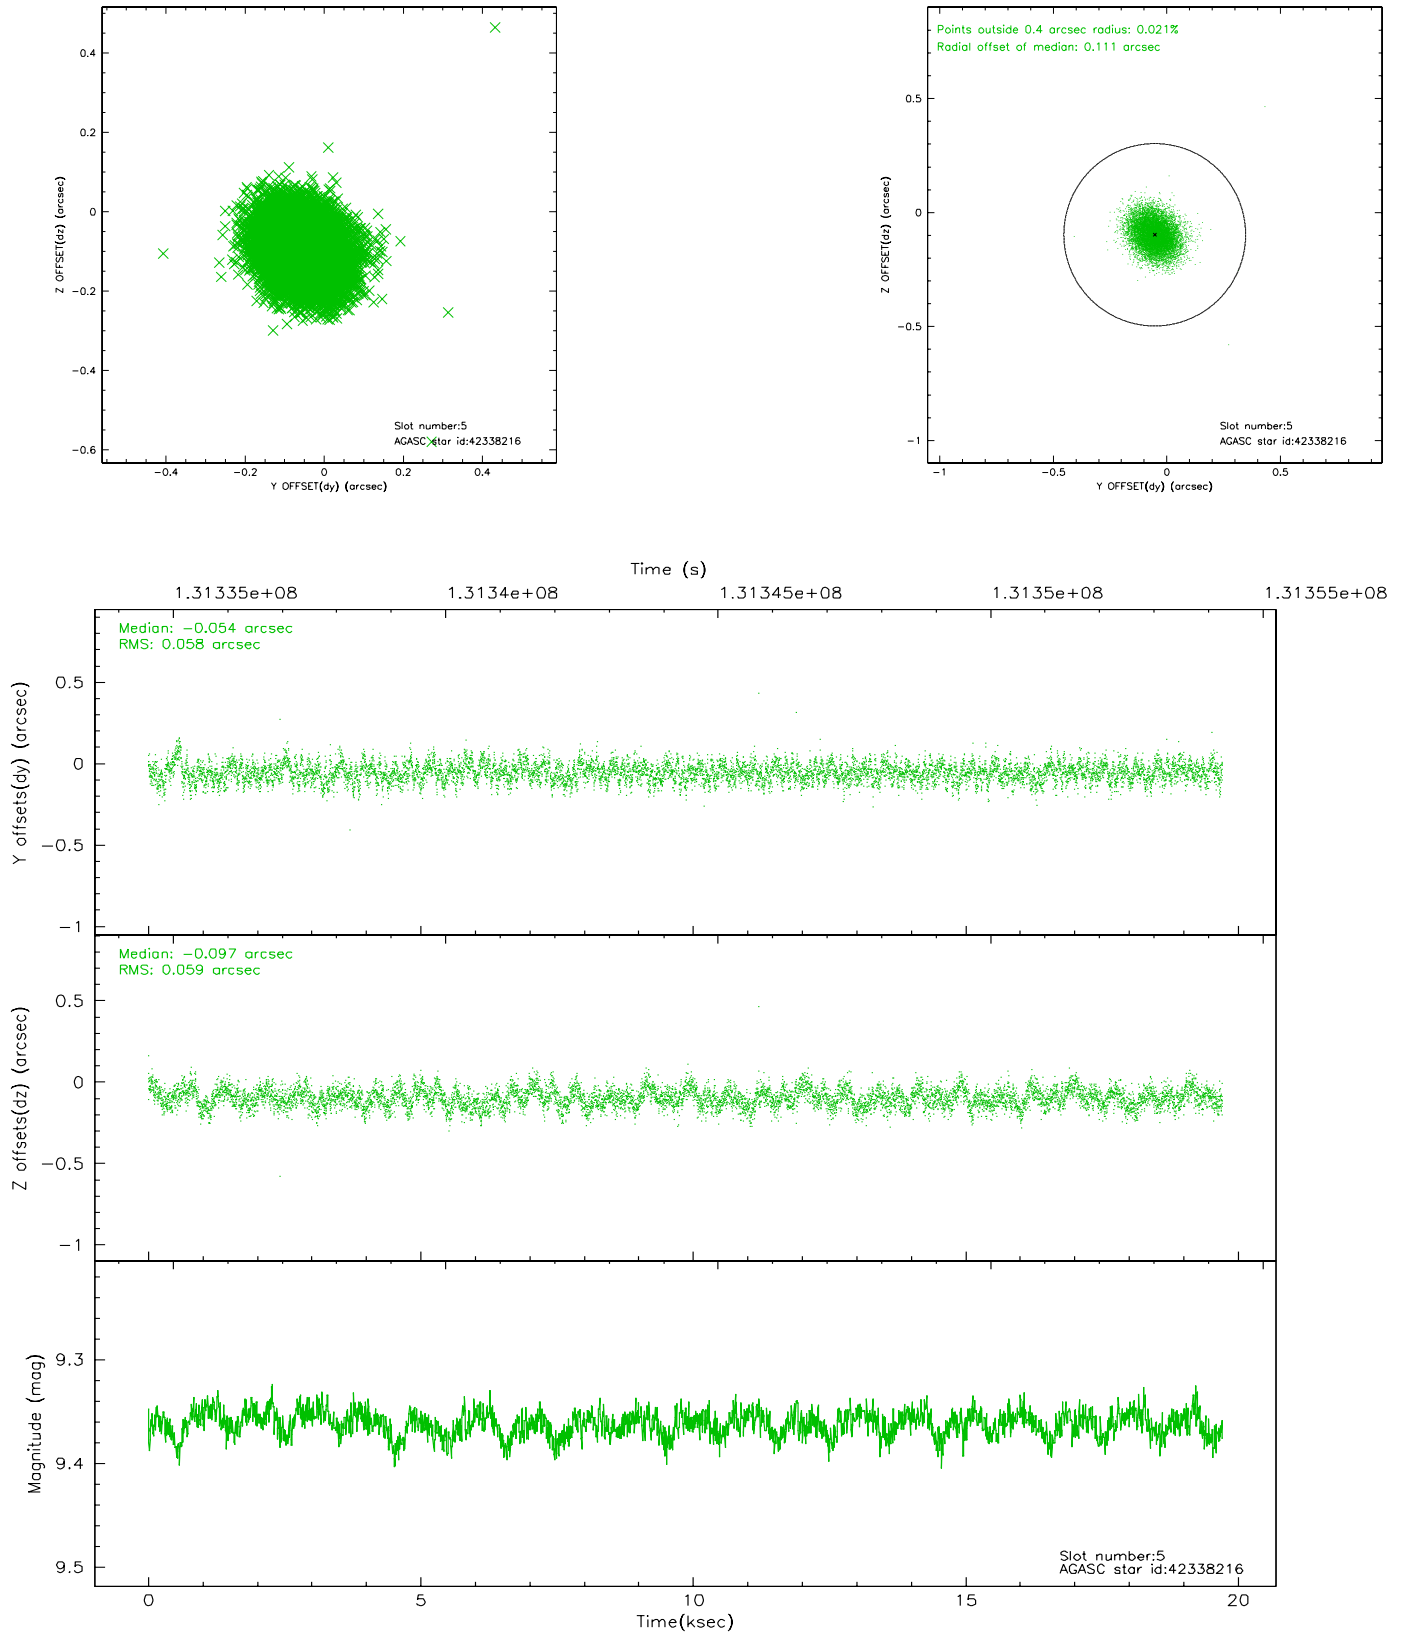 0.4
0.2
0
−0.2
−0.4
−0.6
Z OFFSET(dz) (arcsec)
−0.4
−0.2
0
0.2
0.4
Y OFFSET(dy) (arcsec)
Slot number:5
AGASC star id:42338216
Points outside 0.4 arcsec radius: 0.021%
Radial offset of median: 0.111 arcsec
0.5
0
−0.5
−1
Z OFFSET(dz) (arcsec)
−1.0
−0.5
0
0.5
Y OFFSET(dy) (arcsec)
Slot number:5
AGASC star id:42338216
Time (s)
1.31335e+08
1.3134e+08
1.31345e+08
1.3135e+08
1.31355e+08
Median: −0.054 arcsec
RMS: 0.058 arcsec
0.5
0
−0.5
−1
Y offsets(dy) (arcsec)
Median: −0.097 arcsec
RMS: 0.059 arcsec
0.5
0
−0.5
−1
Z offsets(dz) (arcsec)
9.3
9.4
9.5
Magnitude (mag)
Slot number:5
AGASC star id:42338216
0
5
10
15
20
Time(ksec)